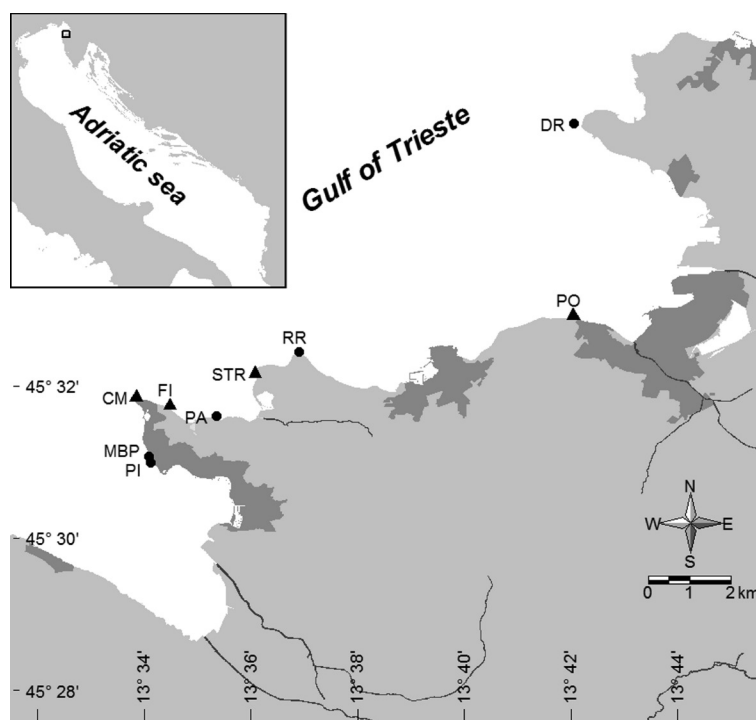 Adriatic sea
Gulf of Trieste
DR
PO
RR
STR
FI
CM
PA
MBP
PI
45° 32'
45° 30'
45° 28'
N
W E
S
0 1 2 km
13° 34'
13° 36'
13° 38'
13° 40'
13° 42'
13° 44'